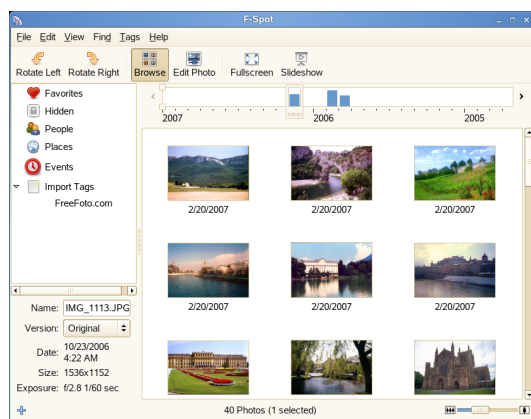 F-Spot
File Edit View Find Tags Help
Rotate Left Rotate Right Browse Edit Photo Fullscreen Slideshow
Favorites
Hidden
People
Places
Events
Import Tags
FreeFoto.com
2007 2006 2005
2/20/2007 2/20/2007 2/20/2007
2/20/2007 2/20/2007 2/20/2007
Name: IMG_1113.JPG
Version: Original
Date: 10/23/2006
4:22 AM
Size: 1536x1152
Exposure: f/2.8 1/60 sec
40 Photos (1 selected)